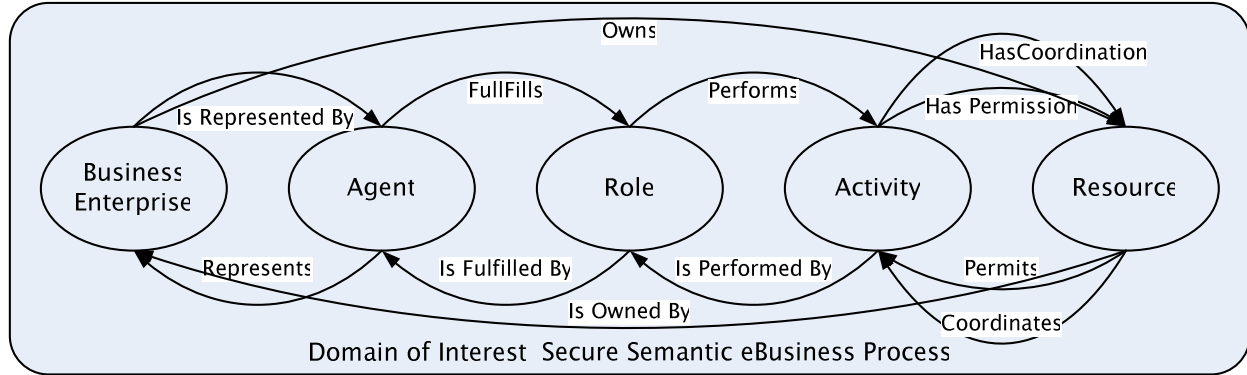 Owns
HasCoordination
FullFills
Performs
Has Permission
Is Represented By
Business
Enterprise
Agent
Role
Activity
Resource
Represents
Is Fulfilled By
Is Performed By
Permits
Is Owned By
Coordinates
Domain of Interest  Secure Semantic eBusiness Process